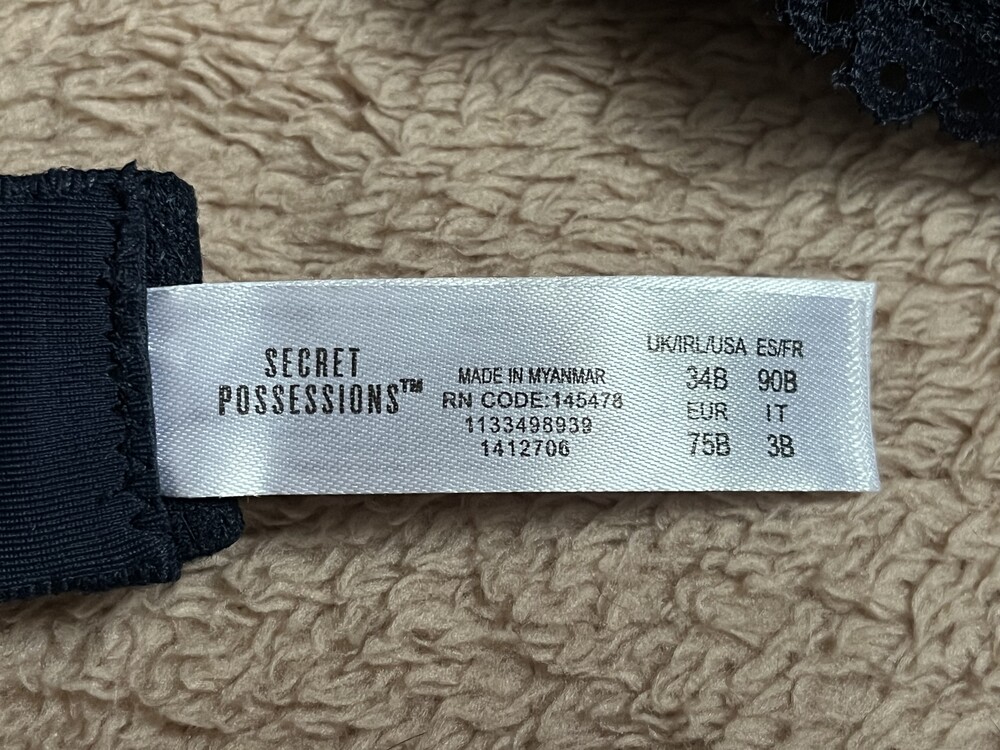 SECRET
POSSESSIONS™
MADE IN MYANMAR
RN CODE:145478
1133498939
1412706
UK/IRL/USA ES/FR
34B 90B
EUR IT
75B 3B